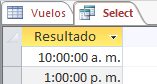 Vuelos
Select
Resultado
10:00:00 a. m.
1:00:00 p. m.